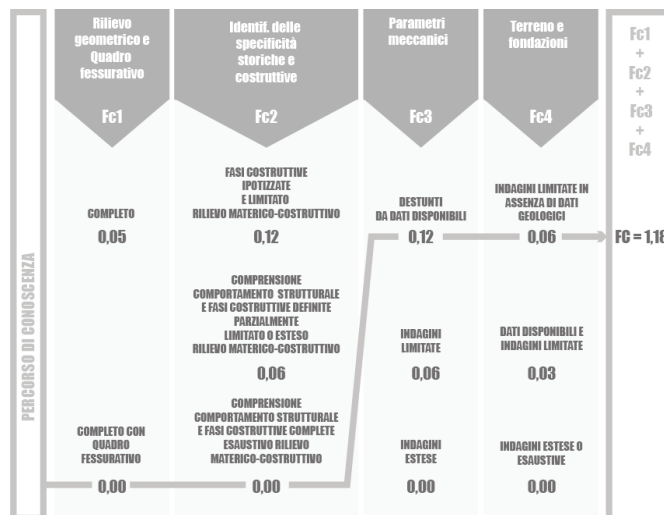 Rilievo
geometrico e
Quadro
fessurativo
Fc1
Identif. delle
specificità
storiche e
costruttive
Fc2
Parametri
meccanici
Fc3
Terreno e
fondazioni
Fc4
Fc1
+
Fc2
+
Fc3
+
Fc4
PERCORSO DI CONOSCENZA
COMPLETO
0,05
FASI COSTRUTTIVE
IPOTIZZATE
E LIMITATO
RILIEVO MATERICO-COSTRUTTIVO
0,12
DESTUNTI
DA DATI DISPONIBILI
0,12
INDAGINI LIMITATE IN
ASSENZA DI DATI
GEOLOGICI
0,06
FC = 1,18
COMPRENSIONE
COMPORTAMENTO STRUTTURALE
E FASI COSTRUTTIVE DEFINITE
PARZIALMENTE
LIMITATO O ESTESO
RILIEVO MATERICO-COSTRUTTIVO
0,06
INDAGINI
LIMITATE
0,06
DATI DISPONIBILI E
INDAGINI LIMITATE
0,03
COMPLETO CON
QUADRO
FESSURATIVO
0,00
COMPRENSIONE
COMPORTAMENTO STRUTTURALE
E FASI COSTRUTTIVE COMPLETE
ESAUSTIVO RILIEVO
MATERICO-COSTRUTTIVO
0,00
INDAGINI
ESTESE
0,00
INDAGINI ESTESE O
ESAUSTIVE
0,00